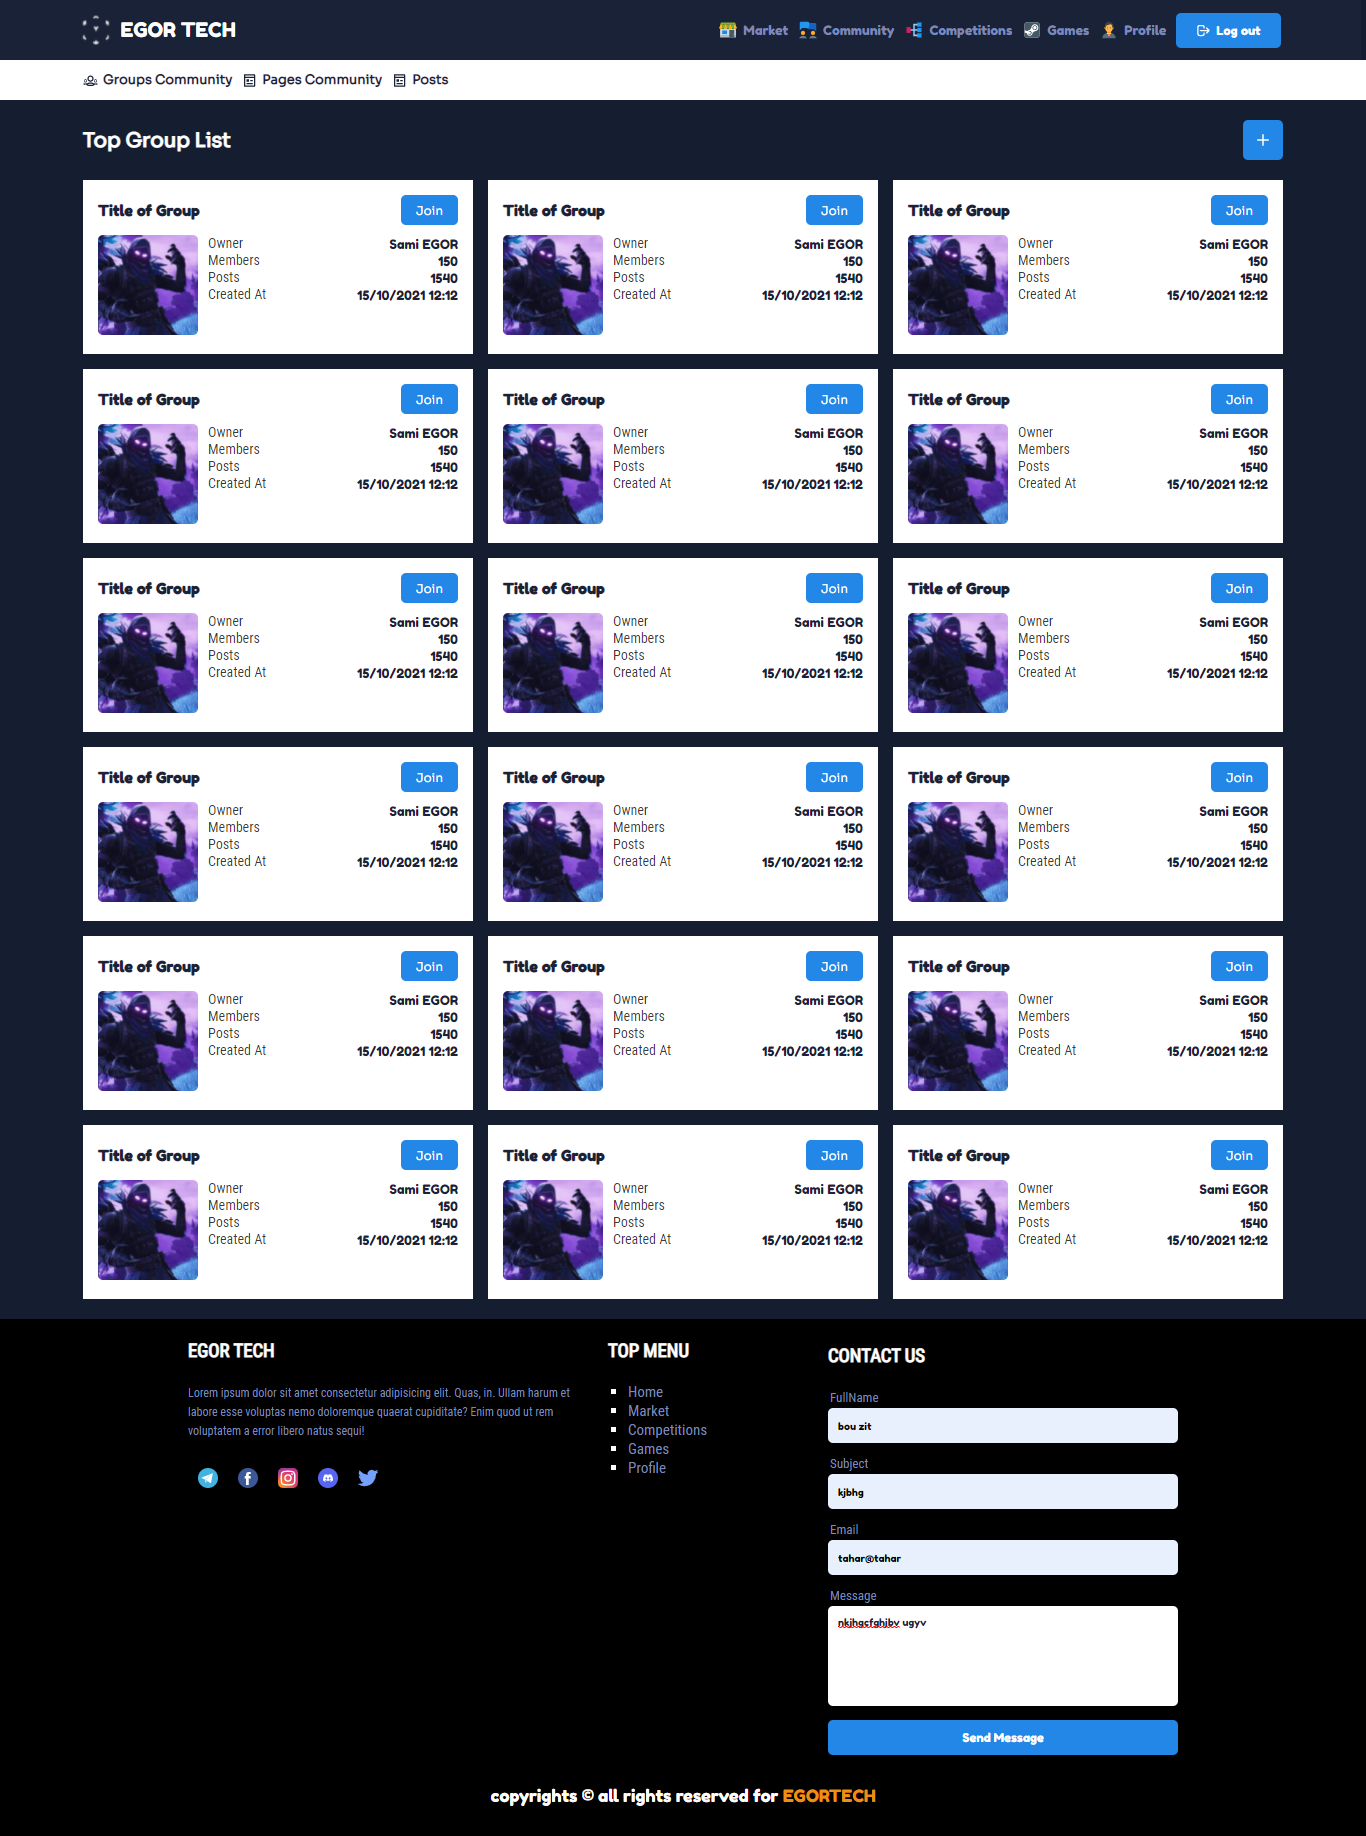 EGOR TECH Market Community Competitions Games Profile Log out
Groups Community Pages Community Posts
Top Group List +
Title of Group Join Title of Group Join Title of Group Join
Owner Sami EGOR Owner Sami EGOR Owner Sami EGOR
Members 150 Members 150 Members 150
Posts 1540 Posts 1540 Posts 1540
Created At 15/10/2021 12:12 Created At 15/10/2021 12:12 Created At 15/10/2021 12:12
Title of Group Join Title of Group Join Title of Group Join
Owner Sami EGOR Owner Sami EGOR Owner Sami EGOR
Members 150 Members 150 Members 150
Posts 1540 Posts 1540 Posts 1540
Created At 15/10/2021 12:12 Created At 15/10/2021 12:12 Created At 15/10/2021 12:12
Title of Group Join Title of Group Join Title of Group Join
Owner Sami EGOR Owner Sami EGOR Owner Sami EGOR
Members 150 Members 150 Members 150
Posts 1540 Posts 1540 Posts 1540
Created At 15/10/2021 12:12 Created At 15/10/2021 12:12 Created At 15/10/2021 12:12
Title of Group Join Title of Group Join Title of Group Join
Owner Sami EGOR Owner Sami EGOR Owner Sami EGOR
Members 150 Members 150 Members 150
Posts 1540 Posts 1540 Posts 1540
Created At 15/10/2021 12:12 Created At 15/10/2021 12:12 Created At 15/10/2021 12:12
Title of Group Join Title of Group Join Title of Group Join
Owner Sami EGOR Owner Sami EGOR Owner Sami EGOR
Members 150 Members 150 Members 150
Posts 1540 Posts 1540 Posts 1540
Created At 15/10/2021 12:12 Created At 15/10/2021 12:12 Created At 15/10/2021 12:12
Title of Group Join Title of Group Join Title of Group Join
Owner Sami EGOR Owner Sami EGOR Owner Sami EGOR
Members 150 Members 150 Members 150
Posts 1540 Posts 1540 Posts 1540
Created At 15/10/2021 12:12 Created At 15/10/2021 12:12 Created At 15/10/2021 12:12
EGOR TECH
Lorem ipsum dolor sit amet consectetur adipisicing elit. Quas, in. Ullam harum et
labore esse voluptas nemo doloremque quaerat cupiditate? Enim quod ut rem
voluptatem a error libero natus sequi!
TOP MENU
Home
Market
Competitions
Games
Profile
CONTACT US
FullName
bou zit
Subject
kjbhg
Email
tahar@tahar
Message
nkjhgcfghjbv ugyv
Send Message
copyrights © all rights reserved for EGORTECH